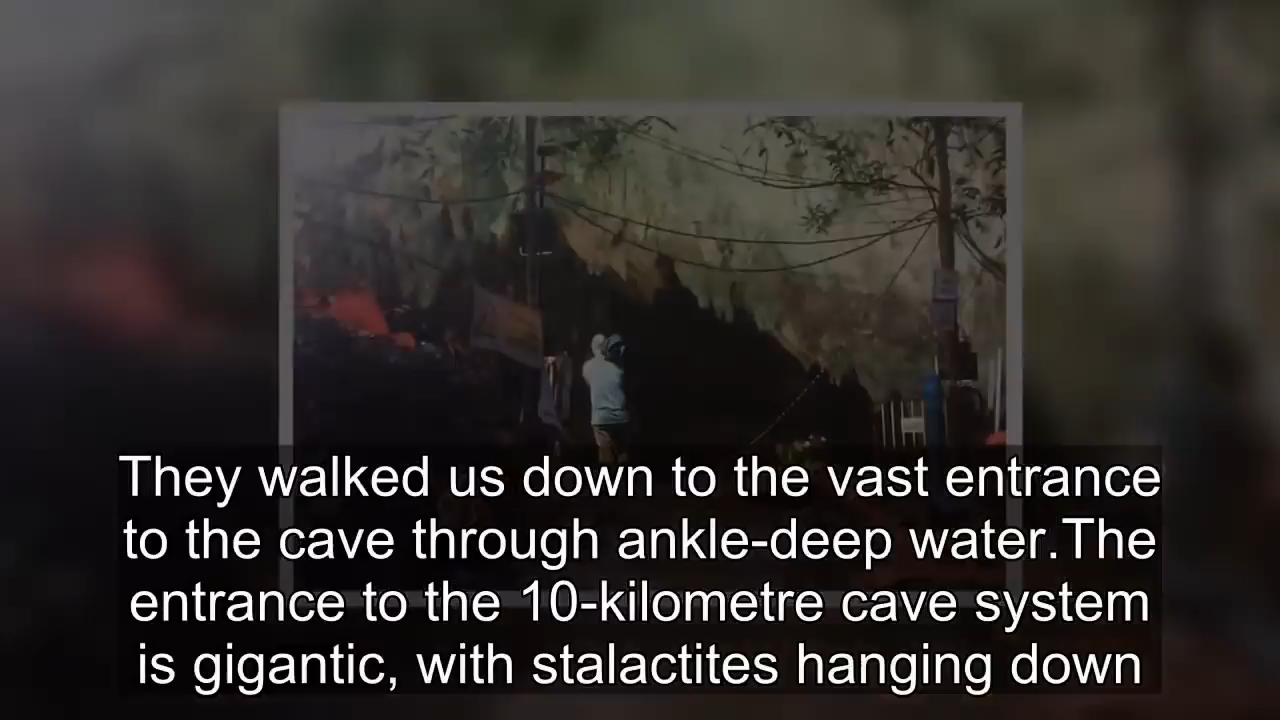 They walked us down to the vast entrance
to the cave through ankle-deep water.The
entrance to the 10-kilometre cave system
is gigantic, with stalactites hanging down